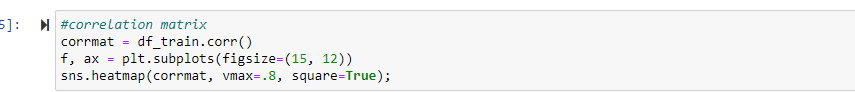 5]:
#correlation matrix
corrmat = df_train.corr()
f, ax = plt.subplots(figsize=(15, 12))
sns.heatmap(corrmat, vmax=.8, square=True);